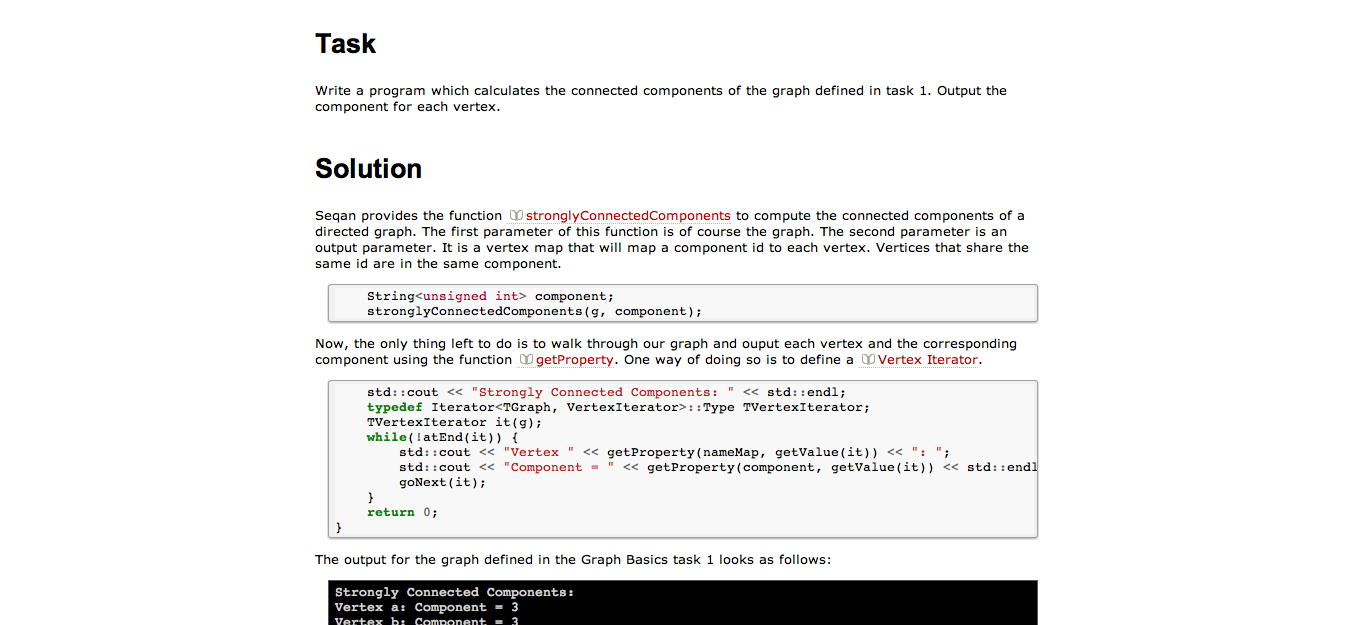 Task
Write a program which calculates the connected components of the graph defined in task 1. Output the
component for each vertex.
Solution
Seqan provides the function stronglyConnectedComponents to compute the connected components of a
directed graph. The first parameter of this function is of course the graph. The second parameter is an
output parameter. It is a vertex map that will map a component id to each vertex. Vertices that share the
same id are in the same component.
String<unsigned int> component;
stronglyConnectedComponents(g, component);
Now, the only thing left to do is to walk through our graph and ouput each vertex and the corresponding
component using the function getProperty. One way of doing so is to define a Vertex Iterator.
std::cout << "Strongly Connected Components: " << std::endl;
typedef Iterator<TGraph, VertexIterator>::Type TVertexIterator;
TVertexIterator it(g);
while(!atEnd(it)) {
std::cout << "Vertex " << getProperty(nameMap, getValue(it)) << ": ";
std::cout << "Component = " << getProperty(component, getValue(it)) << std::endl
goNext(it);
}
return 0;
}
The output for the graph defined in the Graph Basics task 1 looks as follows:
Strongly Connected Components:
Vertex a: Component = 3
Vertex b: Component = 3